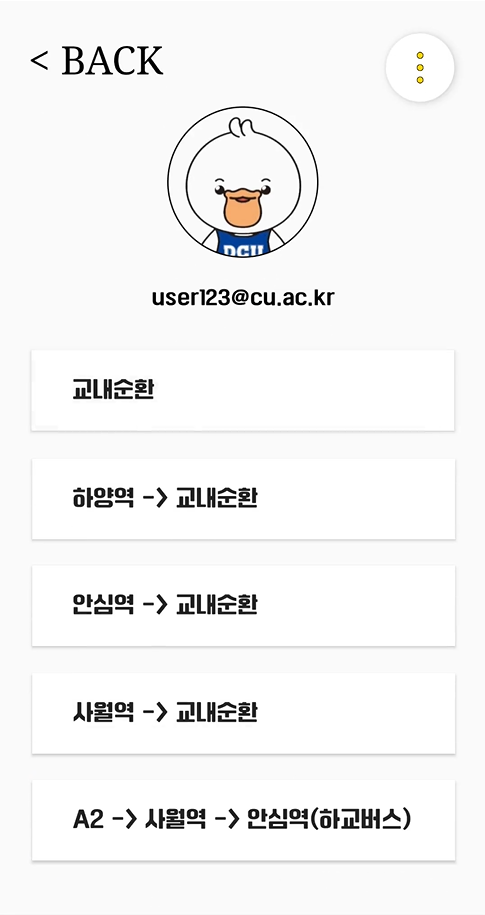 < BACK
DCU
user123@cu.ac.kr
교내순환
하양역 -> 교내순환
안심역 -> 교내순환
사월역 -> 교내순환
A2 -> 사월역 -> 안심역(하교버스)